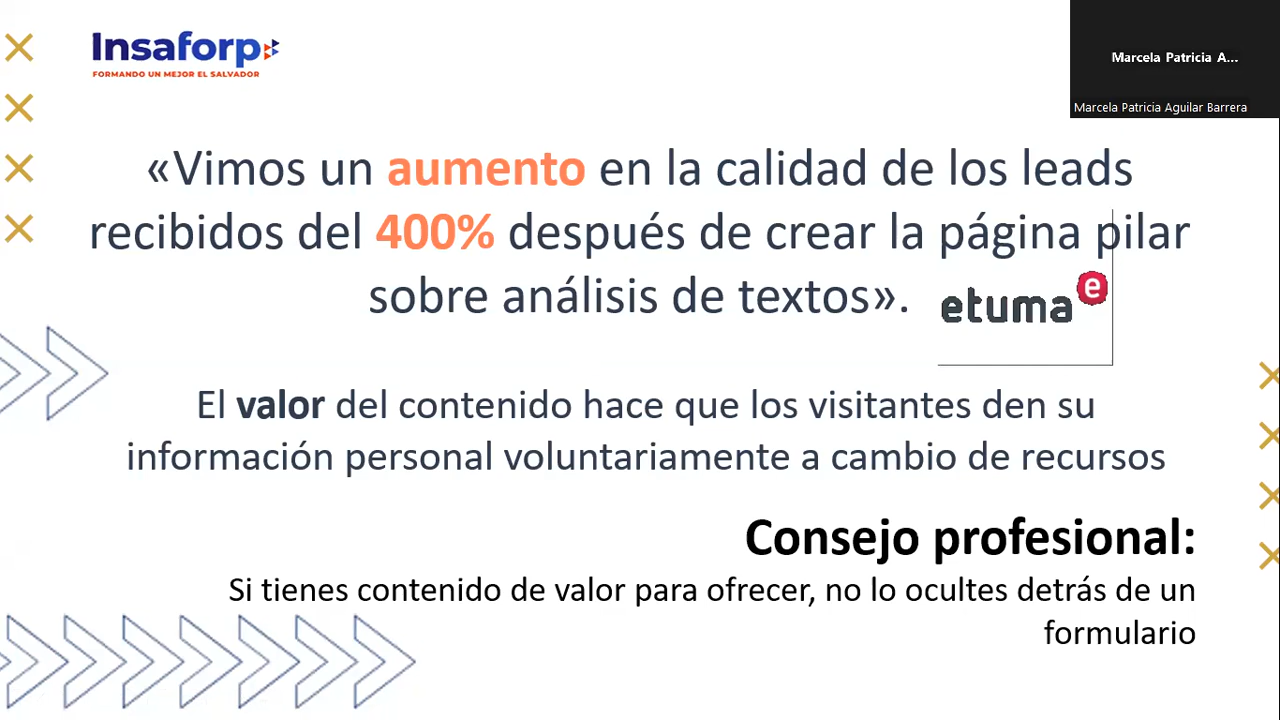 Insaforp
FORMANDO UN MEJOR EL SALVADOR
Marcela Patricia A...
Marcela Patricia Aguilar Barrera
«Vimos un aumento en la calidad de los leads
recibidos del 400% después de crear la página pilar
sobre análisis de textos».
etuma e
El valor del contenido hace que los visitantes den su
información personal voluntariamente a cambio de recursos
Consejo profesional:
Si tienes contenido de valor para ofrecer, no lo ocultes detrás de un
formulario